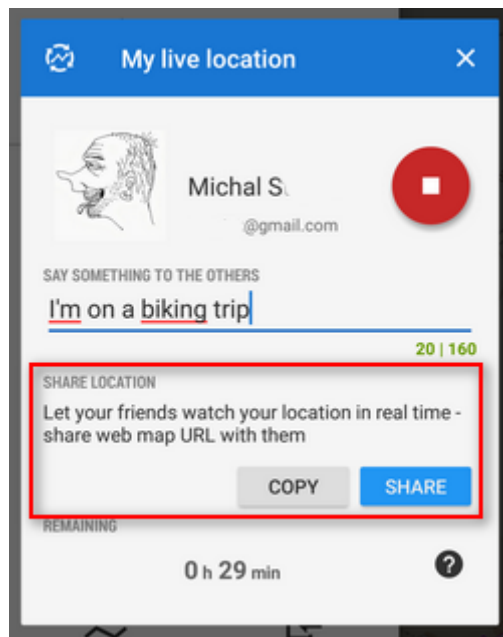 My live location
Michal S
@gmail.com
SAY SOMETHING TO THE OTHERS
I'm on a biking trip
20 | 160
SHARE LOCATION
Let your friends watch your location in real time -
share web map URL with them
COPY SHARE
REMAINING
0 h 29 min